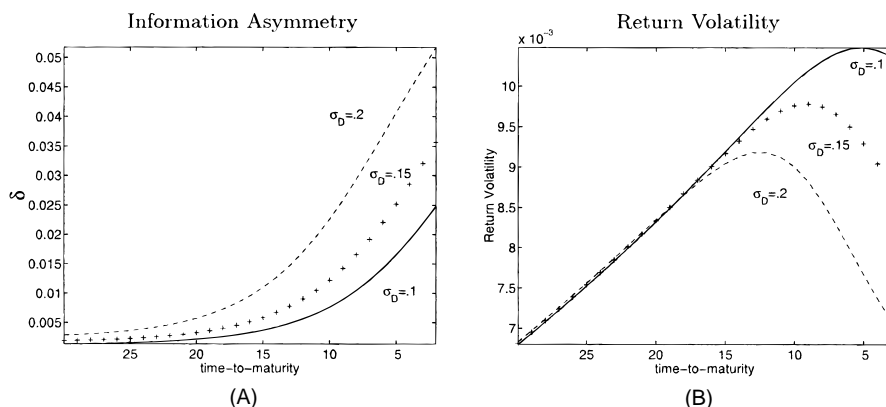 Information Asymmetry
0.05
0.045
0.04
0.035
0.03
0.025
0.02
0.015
0.01
0.005
δ
σD=.2
σD=.15
σD=.1
25 20 15 10 5
time-to-maturity
(A)
Return Volatility
x 10⁻³
10
9.5
9
8.5
8
7.5
7
Return Volatility
σD=.1
σD=.15
σD=.2
25 20 15 10 5
time-to-maturity
(B)